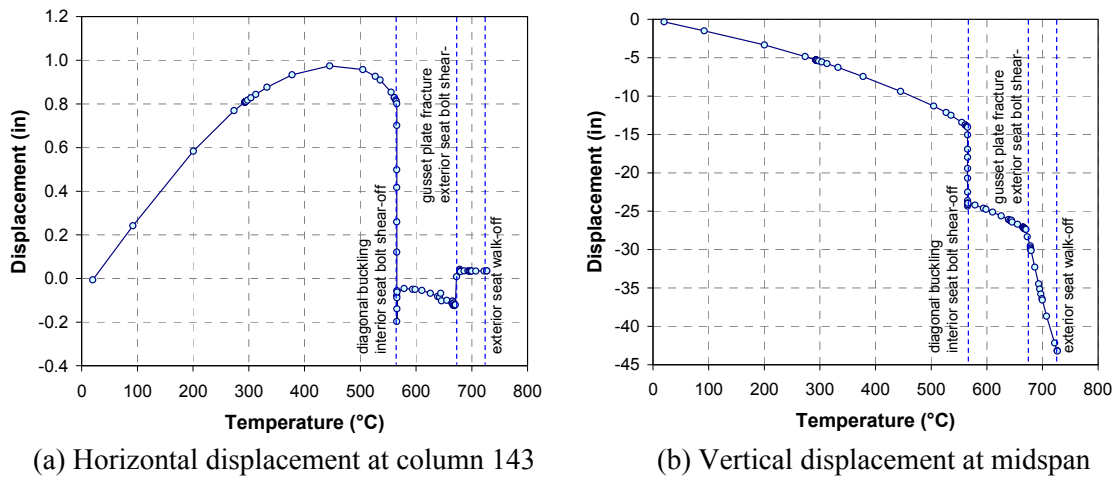 1.2
1.0
0.8
0.6
0.4
0.2
0.0
-0.2
-0.4
Displacement (in)
0 100 200 300 400 500 600 700 800
Temperature (°C)
diagonal buckling
interior seat bolt shear-off
gusset plate fracture
exterior seat bolt shear-
exterior seat walk-off
(a) Horizontal displacement at column 143
0
-5
-10
-15
-20
-25
-30
-35
-40
-45
Displacement (in)
0 100 200 300 400 500 600 700 800
Temperature (°C)
diagonal buckling
interior seat bolt shear-off
gusset plate fracture
exterior seat bolt shear-
exterior seat walk-off
(b) Vertical displacement at midspan